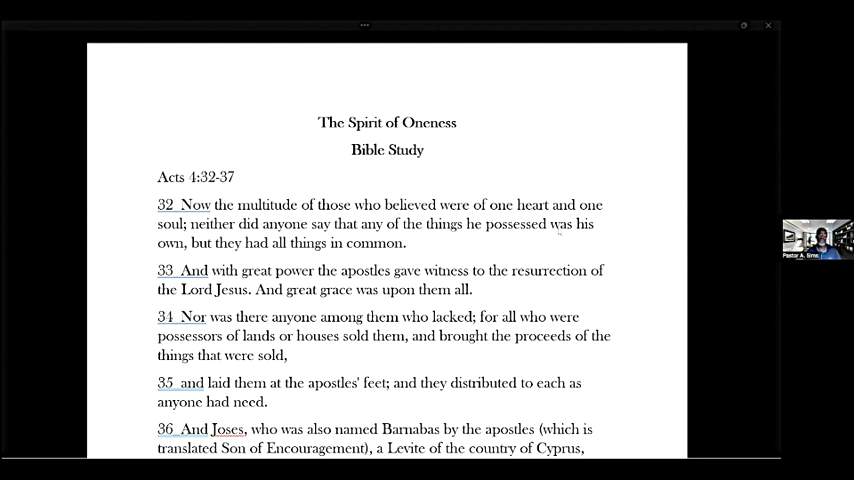 The Spirit of Oneness
Bible Study
Acts 4:32-37
32 Now the multitude of those who believed were of one heart and one
soul; neither did anyone say that any of the things he possessed was his
own, but they had all things in common.
33 And with great power the apostles gave witness to the resurrection of
the Lord Jesus. And great grace was upon them all.
34 Nor was there anyone among them who lacked; for all who were
possessors of lands or houses sold them, and brought the proceeds of the
things that were sold,
35 and laid them at the apostles' feet; and they distributed to each as
anyone had need.
36 And Joses, who was also named Barnabas by the apostles (which is
translated Son of Encouragement), a Levite of the country of Cyprus,
Pastor A. Sims